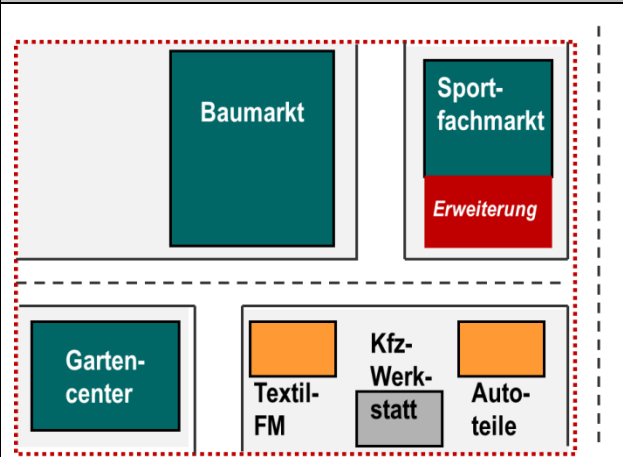 Baumarkt
Sport-
fachmarkt
Erweiterung
Garten-
center
Textil-
FM
Kfz-
Werk-
statt
Auto-
teile